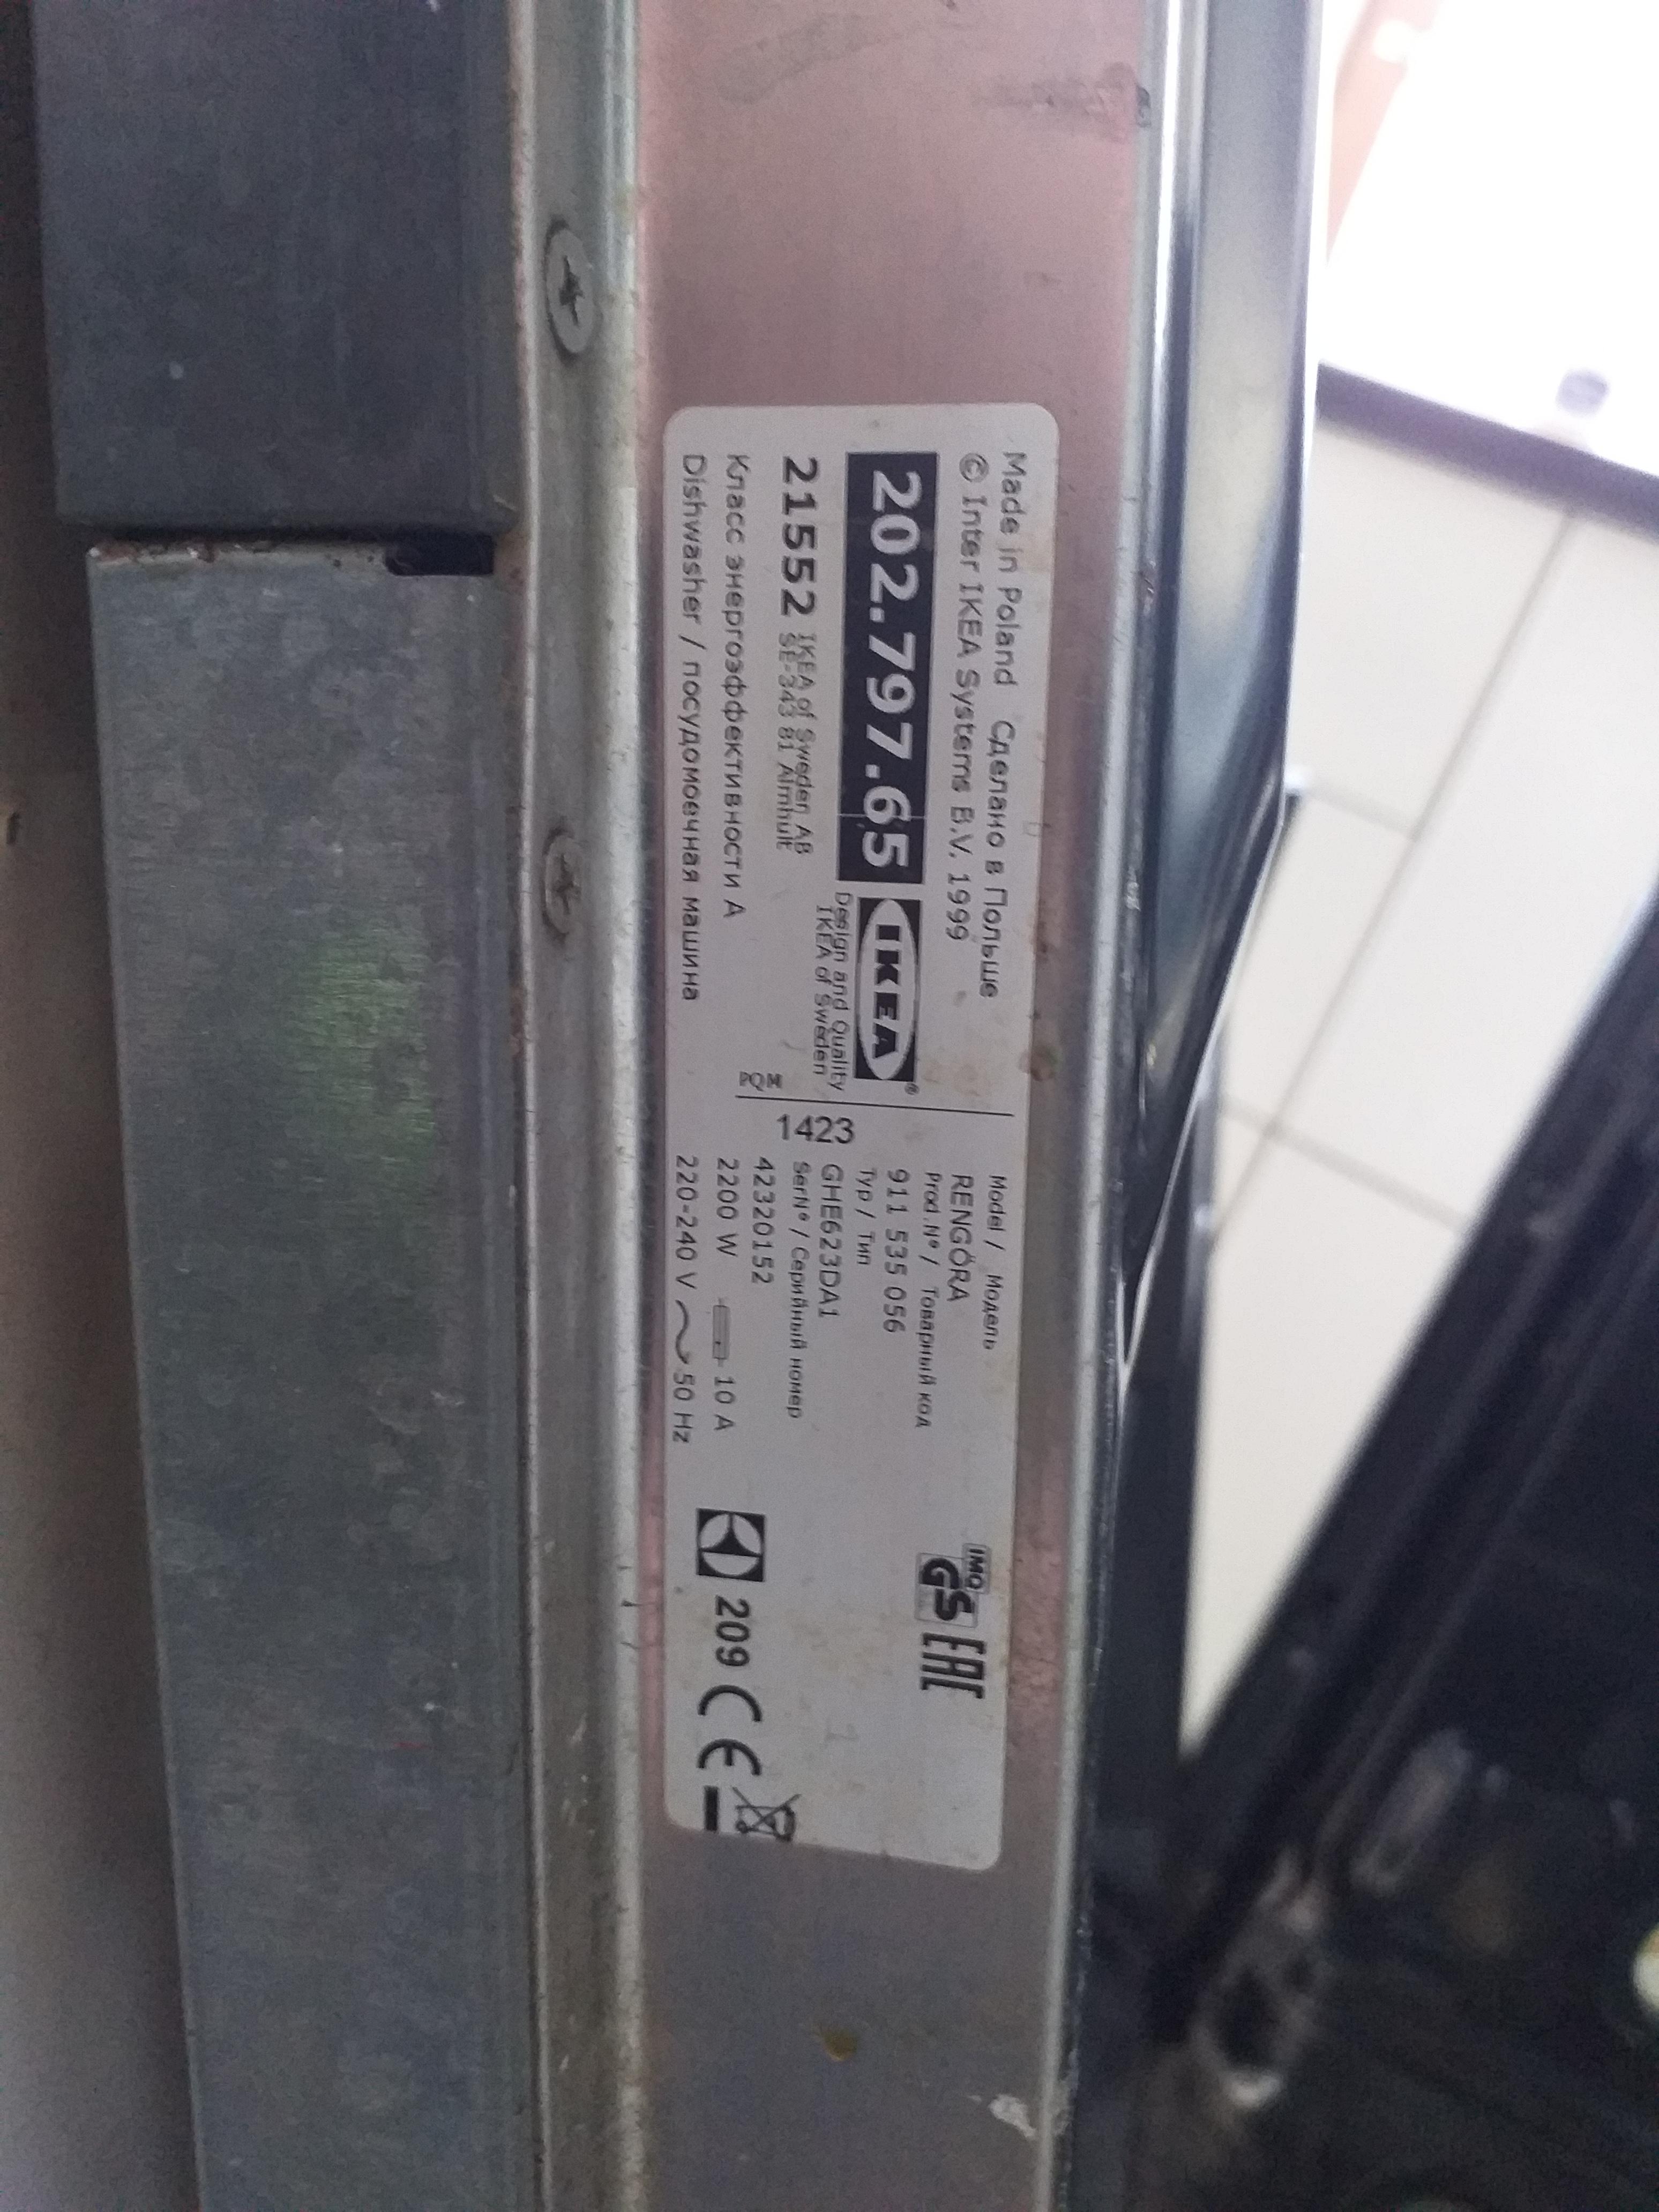 Made in Poland Сделано в Польше
© Inter IKEA Systems B.V. 1999
202.797.65
IKEA®
Design and Quality
IKEA of Sweden
21552
IKEA of Sweden AB
SE-343 81 Älmhult
Класс энергоэффективности А
Dishwasher / посудомоечная машина
PQM
1423
Model / Модель
RENGÖRA
Prod.Nº / Товарный код
911 535 056
Typ / Тип
GHE623DA1
SerNº / Серийный номер
42320152
2200 W 10 A
220-240 V 50 Hz
IMQ
GS
EAC
209
CE